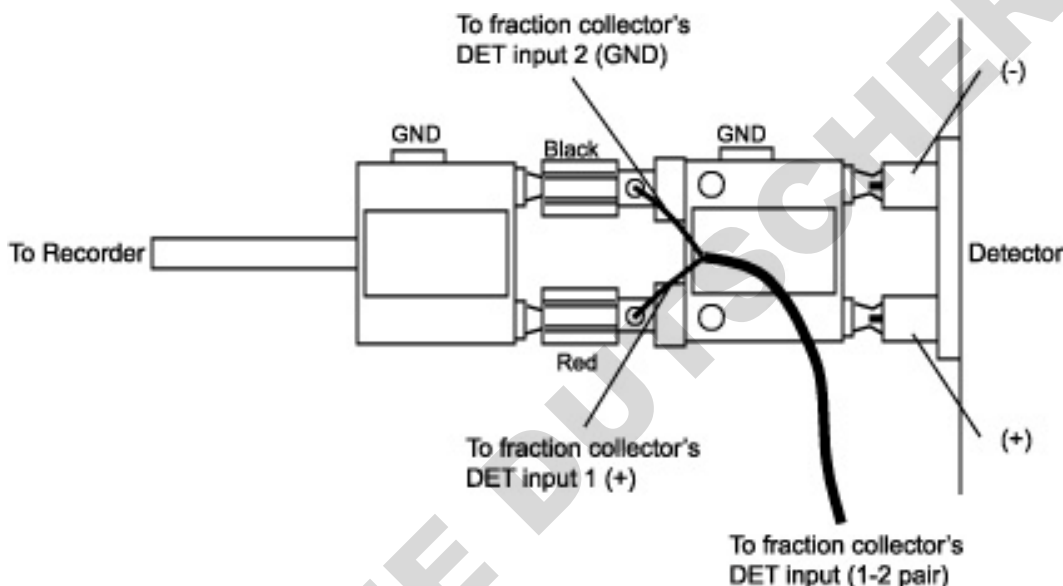 To fraction collector's
DET input 2 (GND)
(-)
GND
Black
GND
To Recorder
Detector
Red
To fraction collector's
DET input 1 (+)
(+)
To fraction collector's
DET input (1-2 pair)
E DUTSCHER